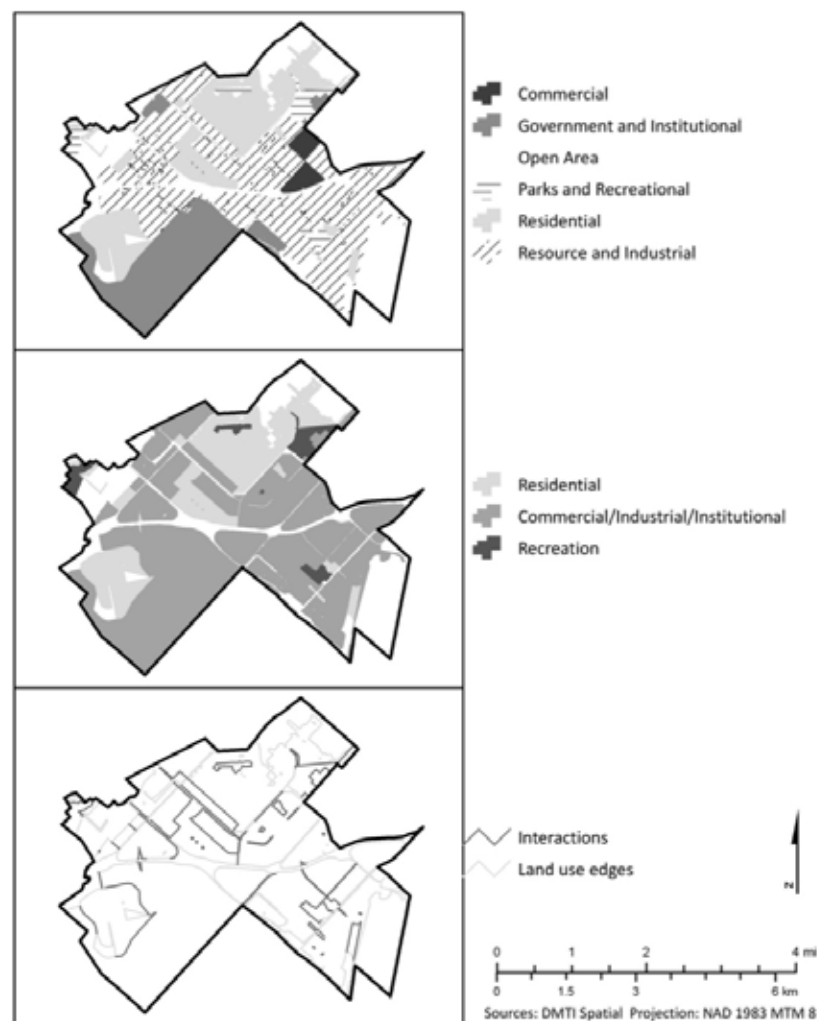 Commercial
Government and Institutional
Open Area
Parks and Recreational
Residential
Resource and Industrial
Residential
Commercial/Industrial/Institutional
Recreation
Interactions
Land use edges
N
0 1 2 4 mi
0 1.5 3 6 km
Sources: DMTI Spatial Projection: NAD 1983 MTM 8